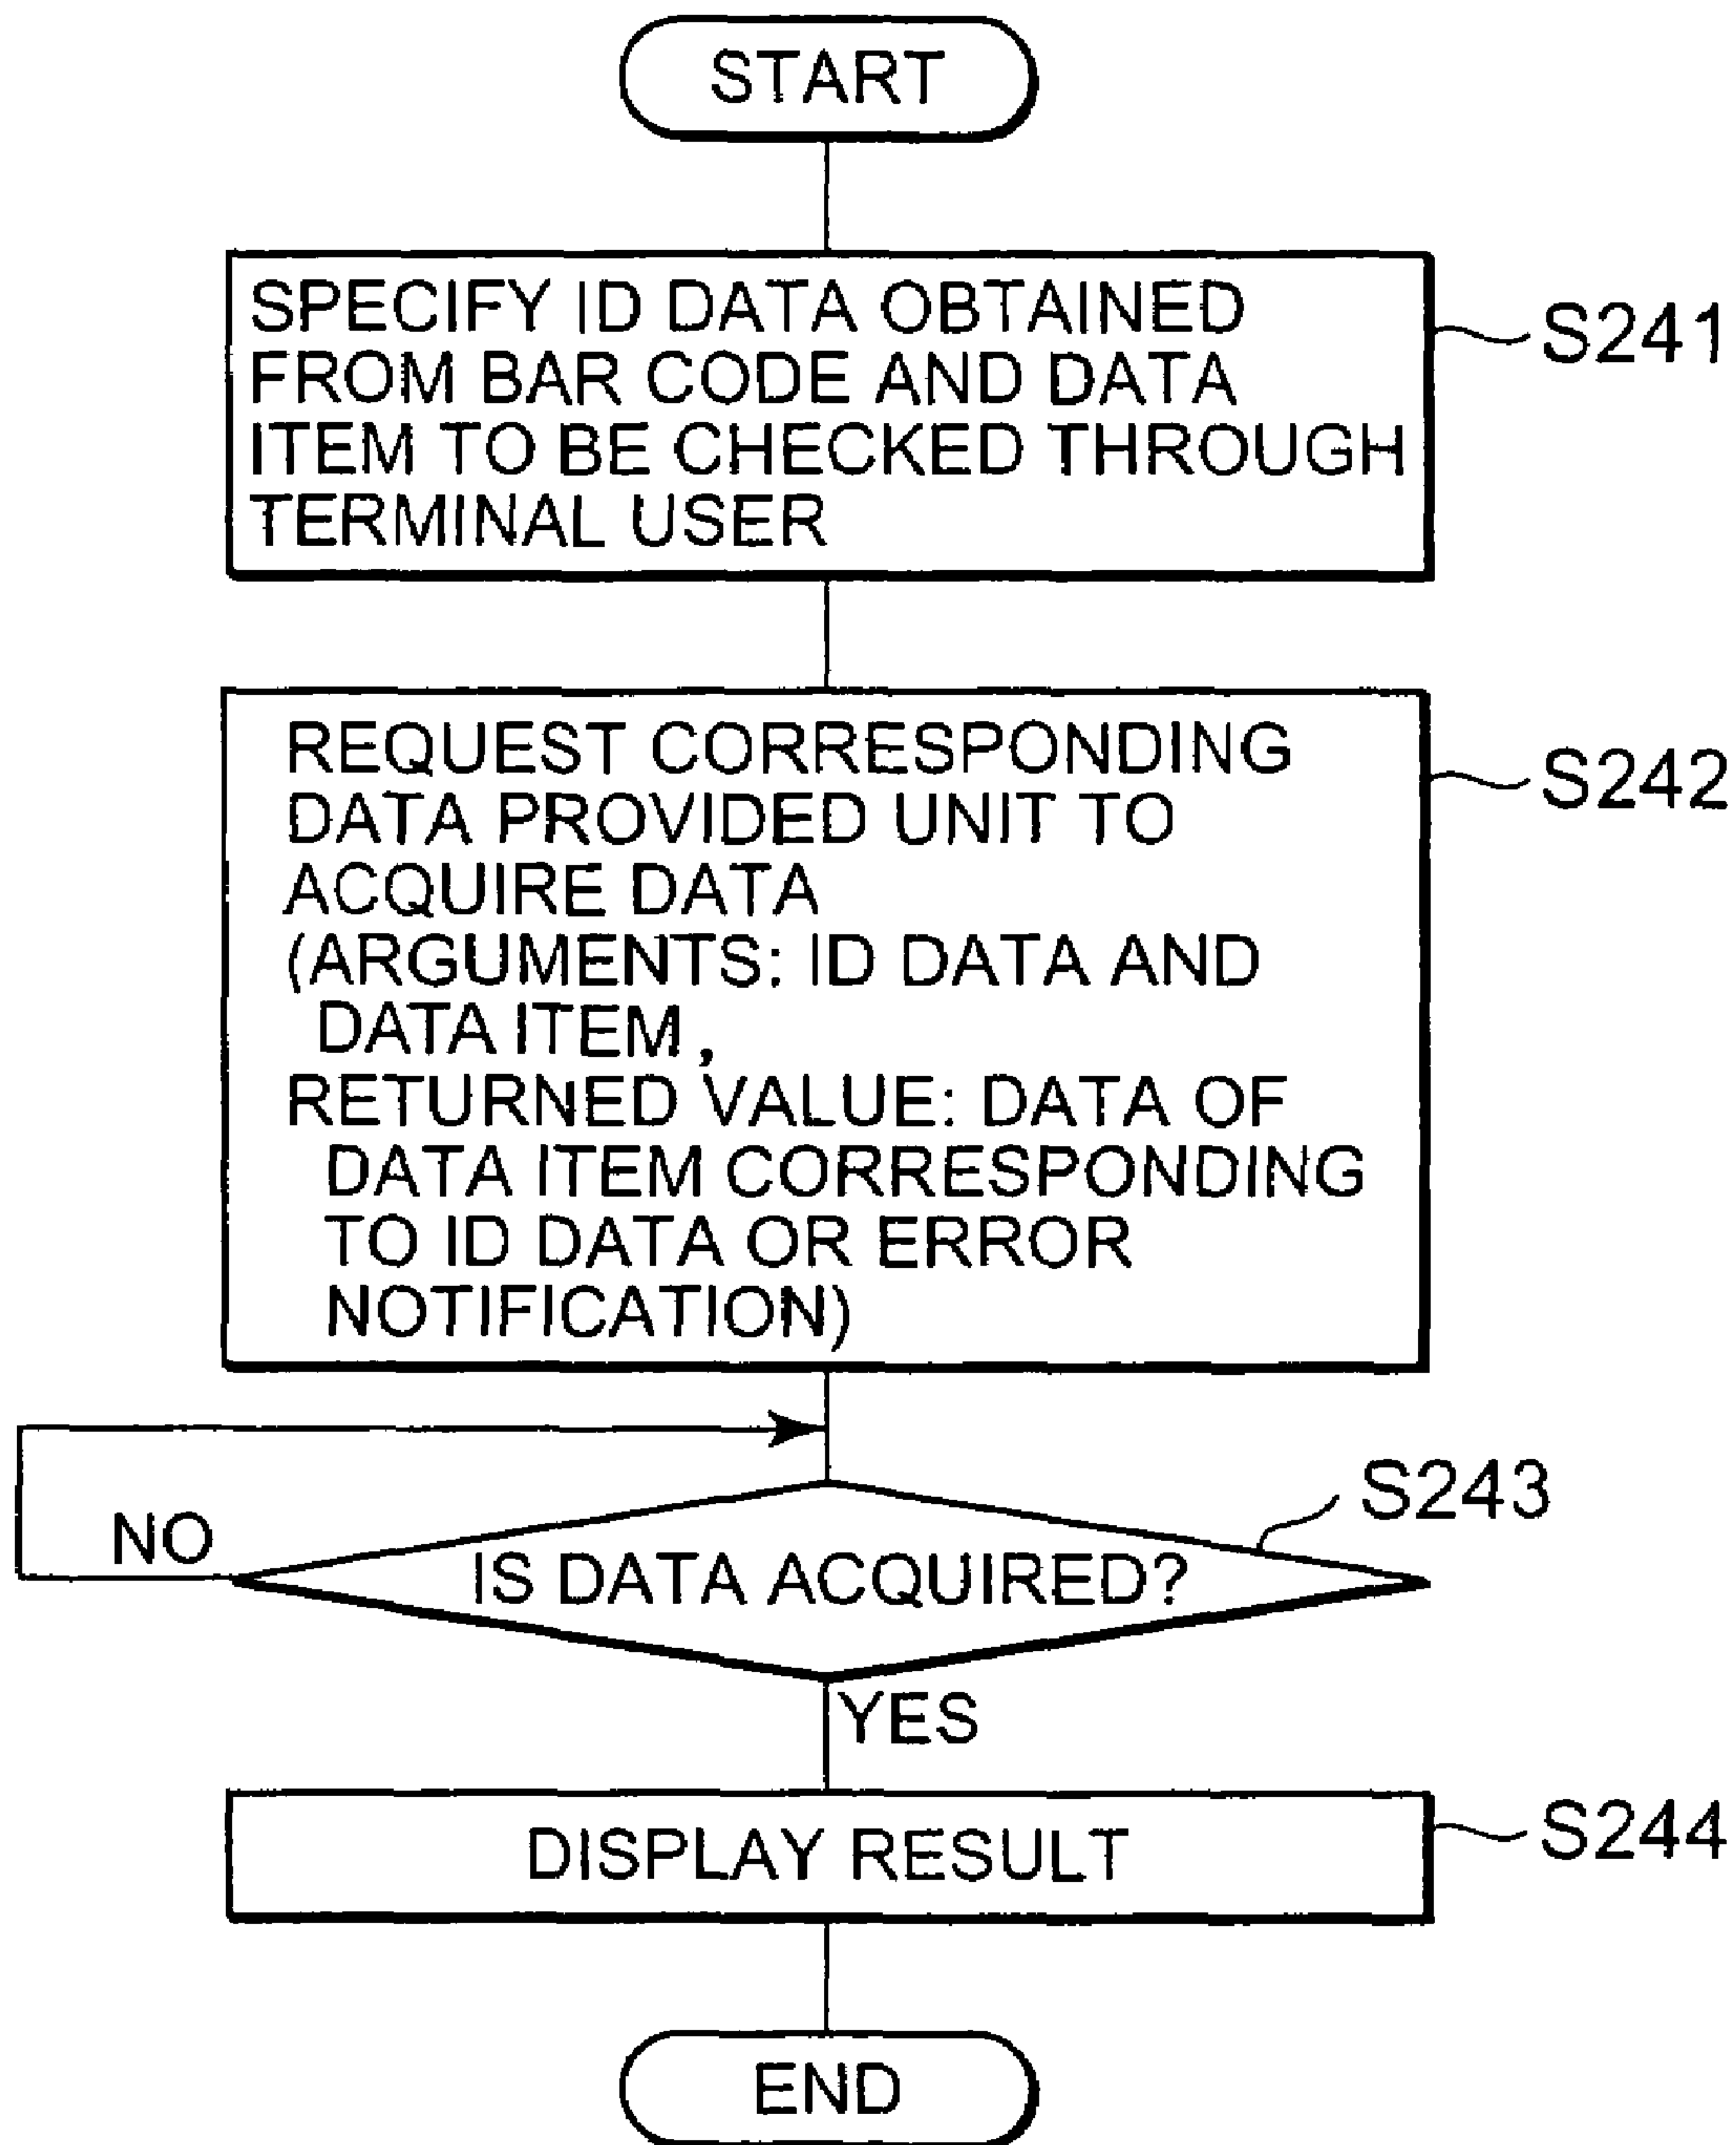 START
SPECIFY ID DATA OBTAINED
FROM BAR CODE AND DATA
ITEM TO BE CHECKED THROUGH
TERMINAL USER
S241
REQUEST CORRESPONDING
DATA PROVIDED UNIT TO
ACQUIRE DATA
(ARGUMENTS: ID DATA AND
DATA ITEM,
RETURNED VALUE: DATA OF
DATA ITEM CORRESPONDING
TO ID DATA OR ERROR
NOTIFICATION)
S242
S243
NO
IS DATA ACQUIRED?
YES
DISPLAY RESULT
S244
END